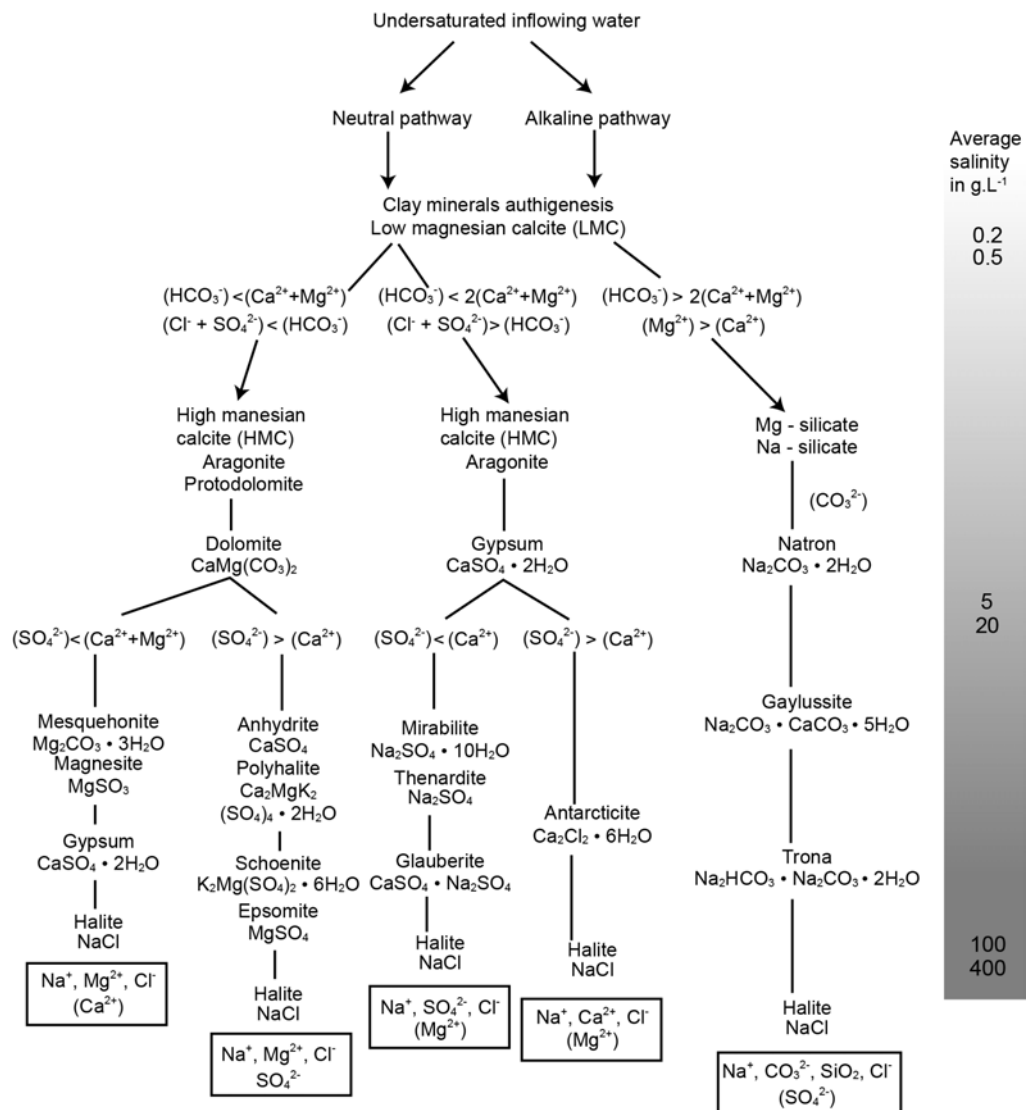 Undersaturated inflowing water
Neutral pathway
Alkaline pathway
Clay minerals authigenesis
Low magnesian calcite (LMC)
(HCO₃⁻) <(Ca²⁺+Mg²⁺)
(Cl⁻ + SO₄²⁻) < (HCO₃⁻)
(HCO₃⁻) < 2(Ca²⁺+Mg²⁺)
(Cl⁻ + SO₄²⁻) > (HCO₃⁻)
(HCO₃⁻) > 2(Ca²⁺+Mg²⁺)
(Mg²⁺) > (Ca²⁺)
High manesian
calcite (HMC)
Aragonite
Protodolomite
High manesian
calcite (HMC)
Aragonite
Mg - silicate
Na - silicate
(CO₃²⁻)
Dolomite
CaMg(CO₃)₂
Gypsum
CaSO₄ • 2H₂O
Natron
Na₂CO₃ • 2H₂O
(SO₄²⁻)<(Ca²⁺+Mg²⁺)
(SO₄²⁻) > (Ca²⁺)
(SO₄²⁻) < (Ca²⁺)
(SO₄²⁻) > (Ca²⁺)
Mesquehonite
Mg₂CO₃ • 3H₂O
Magnesite
MgSO₃
Gypsum
CaSO₄ • 2H₂O
Halite
NaCl
Na⁺, Mg²⁺, Cl⁻
(Ca²⁺)
Anhydrite
CaSO₄
Polyhalite
Ca₂MgK₂
(SO₄)₄ • 2H₂O
Schoenite
K₂Mg(SO₄)₂ • 6H₂O
Epsomite
MgSO₄
Halite
NaCl
Na⁺, Mg²⁺, Cl⁻
SO₄²⁻
Mirabilite
Na₂SO₄ • 10H₂O
Thenardite
Na₂SO₄
Glauberite
CaSO₄ • Na₂SO₄
Halite
NaCl
Na⁺, SO₄²⁻, Cl⁻
(Mg²⁺)
Antarcticite
Ca₂Cl₂ • 6H₂O
Halite
NaCl
Na⁺, Ca²⁺, Cl⁻
(Mg²⁺)
Gaylussite
Na₂CO₃ • CaCO₃ • 5H₂O
Trona
Na₂HCO₃ • Na₂CO₃ • 2H₂O
Halite
NaCl
Na⁺, CO₃²⁻, SiO₂, Cl⁻
(SO₄²⁻)
Average
salinity
in g.L⁻¹
0.2
0.5
5
20
100
400